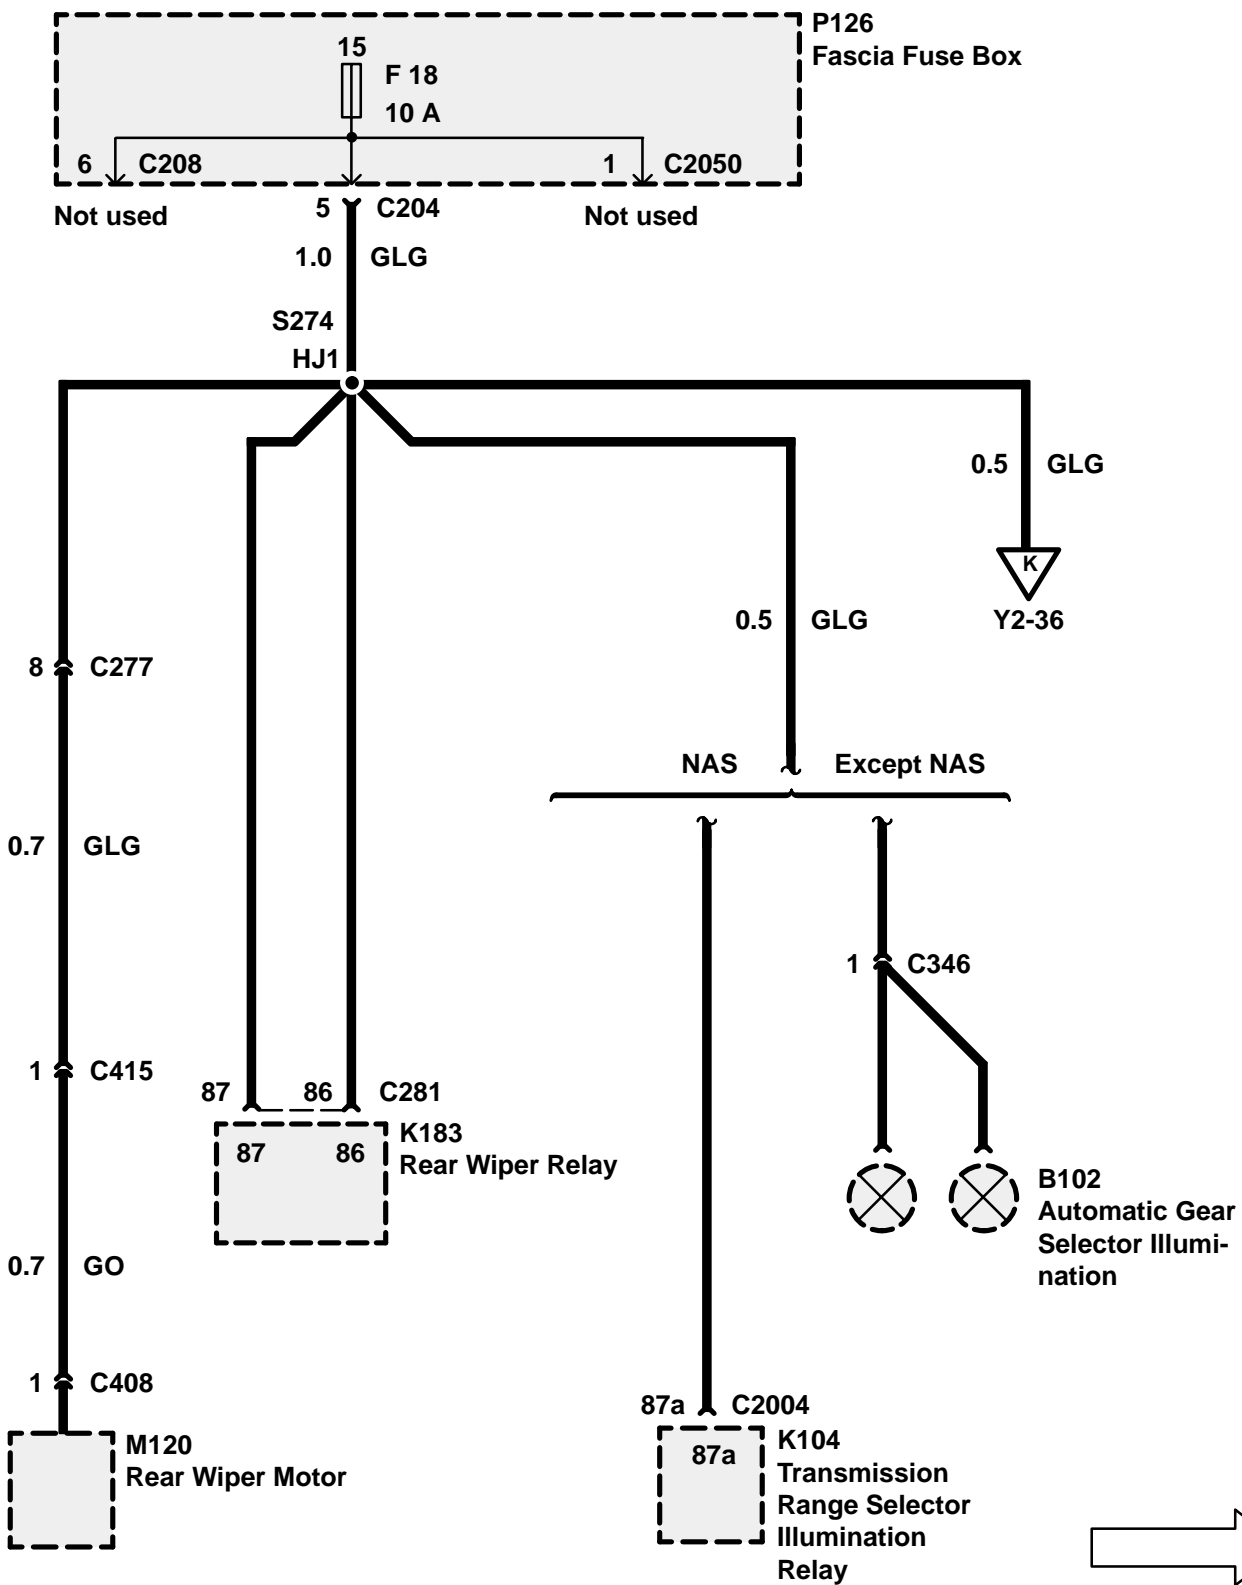 P126
Fascia Fuse Box
15
F 18
10 A
6 C208
1 C2050
Not used
5 C204
Not used
1.0 GLG
S274
HJ1
0.5 GLG
K
Y2-36
0.5 GLG
8 C277
NAS
Except NAS
0.7 GLG
1 C346
1 C415
87 86 C281
K183
87 86
Rear Wiper Relay
B102
Automatic Gear
Selector Illumi-
nation
0.7 GO
1 C408
87a C2004
M120
Rear Wiper Motor
87a
K104
Transmission
Range Selector
Illumination
Relay